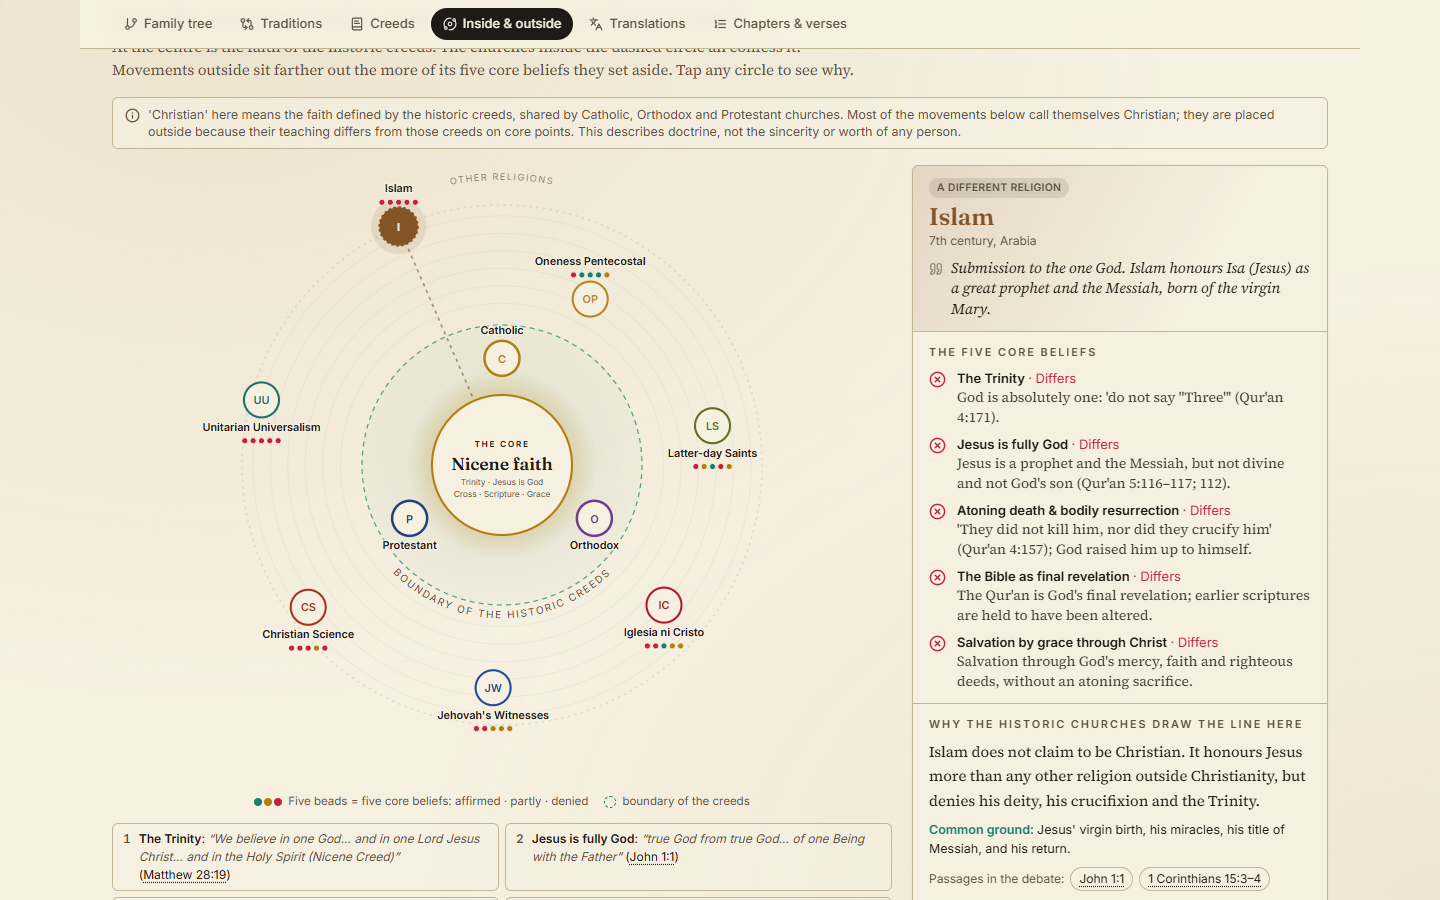 Family tree
Traditions
Creeds
Inside & outside
Translations
Chapters & verses
At the centre is the faith of the historic creeds. The churches inside the dashed circle all confess it.
Movements outside sit farther out the more of its five core beliefs they set aside. Tap any circle to see why.
'Christian' here means the faith defined by the historic creeds, shared by Catholic, Orthodox and Protestant churches. Most of the movements below call themselves Christian; they are placed
outside because their teaching differs from those creeds on core points. This describes doctrine, not the sincerity or worth of any person.
OTHER RELIGIONS
Islam
I
Oneness Pentecostal
OP
Catholic
C
UU
Unitarian Universalism
LS
Latter-day Saints
THE CORE
Nicene faith
Trinity · Jesus is God
Cross · Scripture · Grace
P
Protestant
O
Orthodox
BOUNDARY OF THE HISTORIC CREEDS
CS
Christian Science
IC
Iglesia ni Cristo
JW
Jehovah's Witnesses
Five beads = five core beliefs: affirmed · partly · denied
boundary of the creeds
1 The Trinity: “We believe in one God... and in one Lord Jesus
Christ... and in the Holy Spirit (Nicene Creed)”
(Matthew 28:19)
2 Jesus is fully God: “true God from true God... of one Being
with the Father” (John 1:1)
A DIFFERENT RELIGION
Islam
7th century, Arabia
Submission to the one God. Islam honours Isa (Jesus) as
a great prophet and the Messiah, born of the virgin
Mary.
THE FIVE CORE BELIEFS
The Trinity · Differs
God is absolutely one: 'do not say "Three"' (Qur'an
4:171).
Jesus is fully God · Differs
Jesus is a prophet and the Messiah, but not divine
and not God's son (Qur'an 5:116–117; 112).
Atoning death & bodily resurrection · Differs
'They did not kill him, nor did they crucify him'
(Qur'an 4:157); God raised him up to himself.
The Bible as final revelation · Differs
The Qur'an is God's final revelation; earlier scriptures
are held to have been altered.
Salvation by grace through Christ · Differs
Salvation through God's mercy, faith and righteous
deeds, without an atoning sacrifice.
WHY THE HISTORIC CHURCHES DRAW THE LINE HERE
Islam does not claim to be Christian. It honours Jesus
more than any other religion outside Christianity, but
denies his deity, his crucifixion and the Trinity.
Common ground: Jesus' virgin birth, his miracles, his title of
Messiah, and his return.
Passages in the debate: John 1:1 1 Corinthians 15:3–4